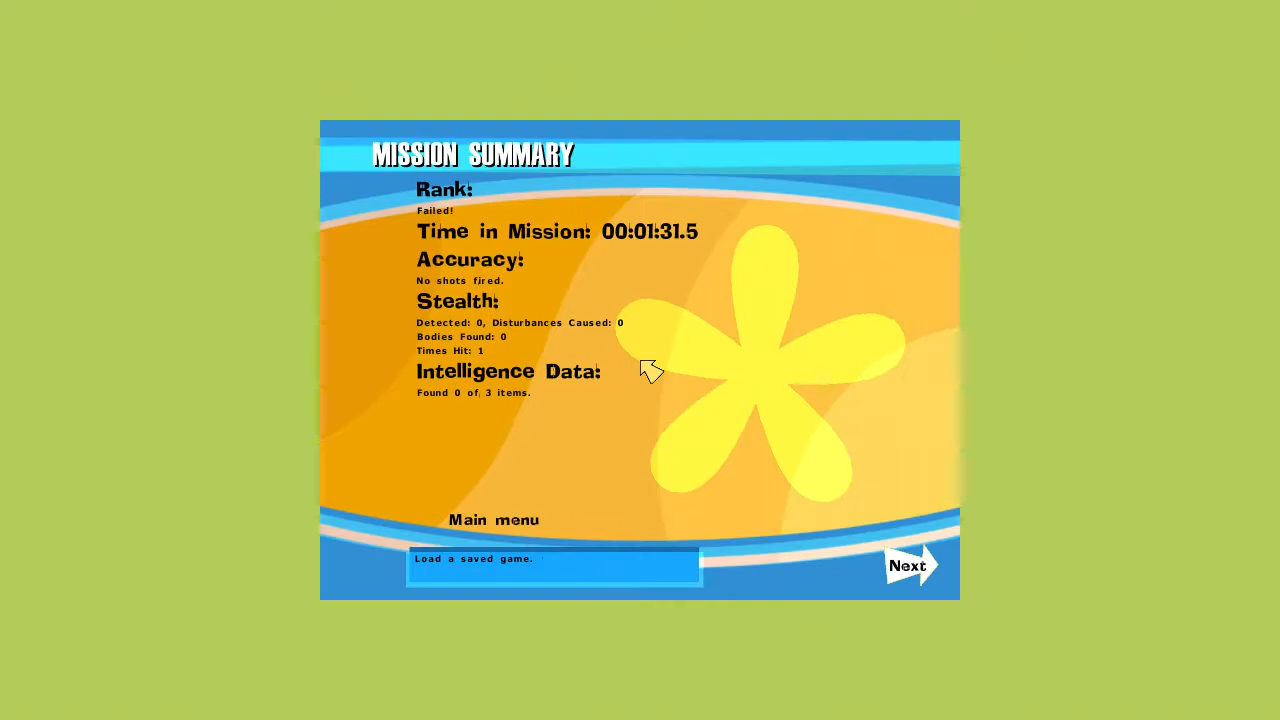 MISSION SUMMARY
Rank:
Failed!
Time in Mission: 00:01:31.5
Accuracy:
No shots fired.
Stealth:
Detected: 0, Disturbances Caused: 0
Bodies Found: 0
Times Hit: 1
Intelligence Data:
Found 0 of 3 items.
Main menu
Load a saved game.
Next